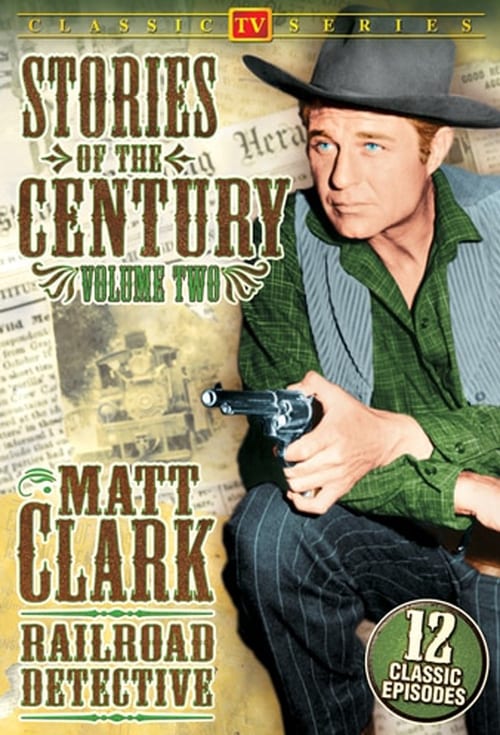 CLASSIC TV SERIES
STORIES
OF THE
CENTURY
VOLUME TWO
MATT
CLARK
RAILROAD
DETECTIVE
12
CLASSIC
EPISODES